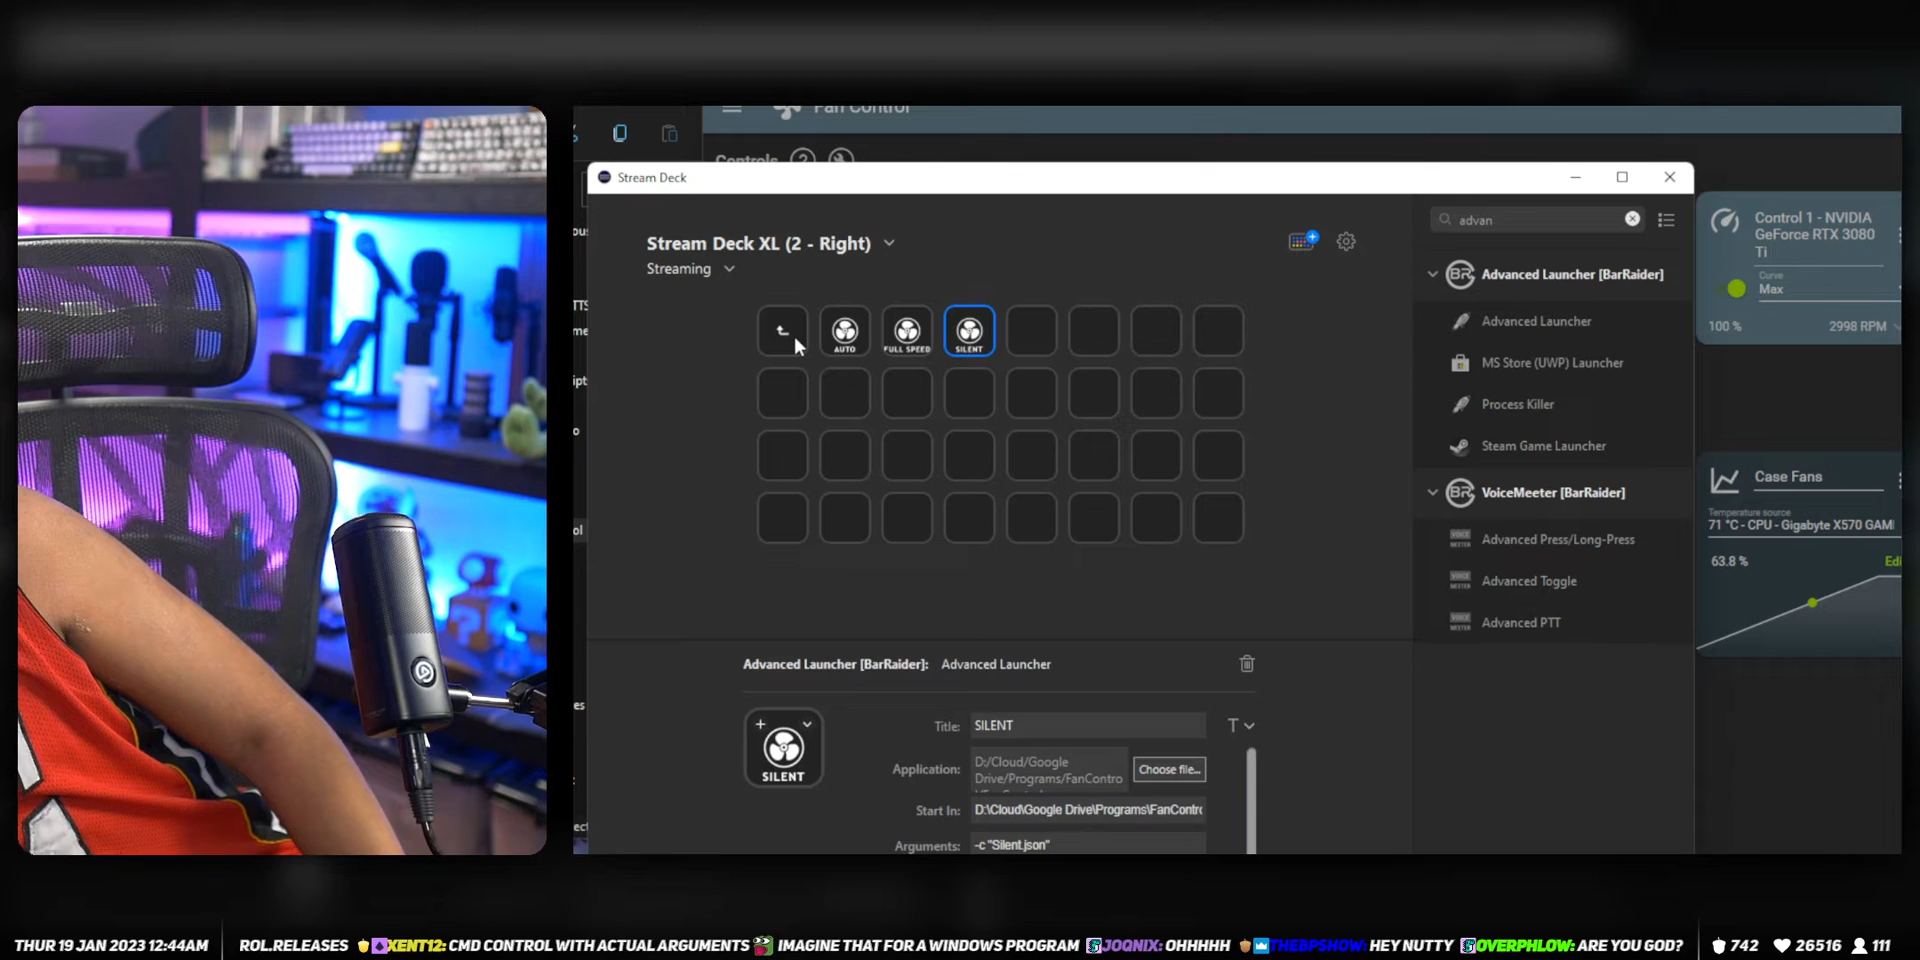 Fan Control
Controls
Stream Deck
Stream Deck XL (2 - Right)
Streaming
AUTO
FULL SPEED
SILENT
advan
Advanced Launcher [BarRaider]
Advanced Launcher
MS Store (UWP) Launcher
Process Killer
Steam Game Launcher
VoiceMeeter [BarRaider]
Advanced Press/Long-Press
Advanced Toggle
Advanced PTT
Control 1 - NVIDIA
GeForce RTX 3080
Ti
Curve
Max
100 %
2998 RPM
Case Fans
Temperature source
71 °C - CPU - Gigabyte X570 GAMI
63.8 %
Edi
Advanced Launcher [BarRaider]: Advanced Launcher
SILENT
Title: SILENT
Application: D:/Cloud/Google
Drive/Programs/FanContro
Choose file...
Start In: D:\Cloud\Google Drive\Programs\FanContro
Arguments: -c "Silent.json"
THUR 19 JAN 2023 12:44AM
ROL.RELEASES XENT12: CMD CONTROL WITH ACTUAL ARGUMENTS IMAGINE THAT FOR A WINDOWS PROGRAM JOQNIX: OHHHHH THEBPSHOW: HEY NUTTY OVERPHLOW: ARE YOU GOD?
742 26516 111